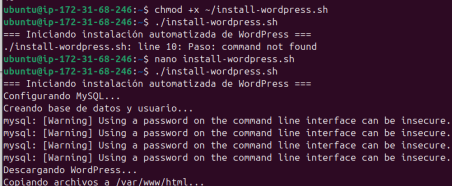 ubuntu@ip-172-31-68-246:~$ chmod +x ~/install-wordpress.sh
ubuntu@ip-172-31-68-246:~$ ./install-wordpress.sh
=== Iniciando instalación automatizada de WordPress ===
./install-wordpress.sh: line 10: Paso: command not found
ubuntu@ip-172-31-68-246:~$ nano install-wordpress.sh
ubuntu@ip-172-31-68-246:~$ ./install-wordpress.sh
=== Iniciando instalación automatizada de WordPress ===
Configurando MySQL...
Creando base de datos y usuario...
mysql: [Warning] Using a password on the command line interface can be insecure.
mysql: [Warning] Using a password on the command line interface can be insecure.
mysql: [Warning] Using a password on the command line interface can be insecure.
mysql: [Warning] Using a password on the command line interface can be insecure.
Descargando WordPress...
Copiando archivos a /var/www/html...